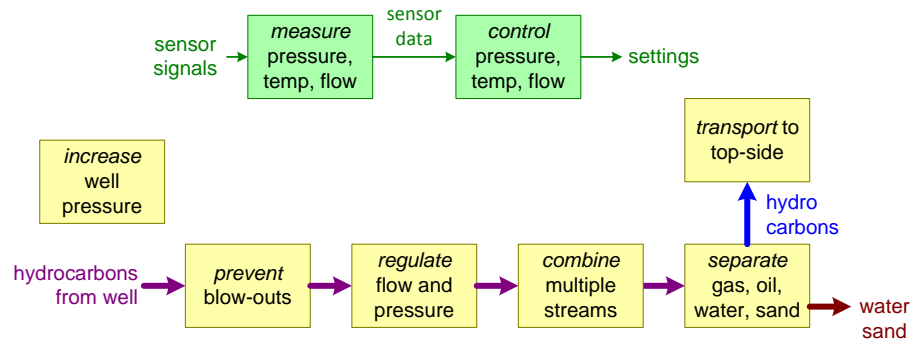 sensor
signals
measure
pressure,
temp, flow
sensor
data
control
pressure,
temp, flow
settings
increase
well
pressure
transport to
top-side
hydro
carbons
hydrocarbons
from well
prevent
blow-outs
regulate
flow and
pressure
combine
multiple
streams
separate
gas, oil,
water, sand
water
sand